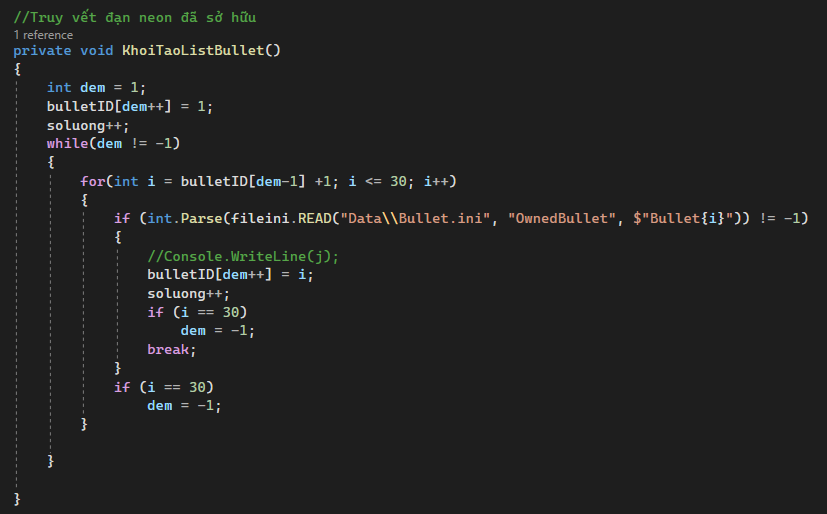 //Truy vết đạn neon đã sở hữu
1 reference
private void KhoiTaoListBullet()
{
int dem = 1;
bulletID[dem++] = 1;
soluong++;
while(dem != -1)
{
for(int i = bulletID[dem-1] +1; i <= 30; i++)
{
if (int.Parse(fileini.READ("Data\\Bullet.ini", "OwnedBullet", $"Bullet{i}")) != -1)
{
//Console.WriteLine(j);
bulletID[dem++] = i;
soluong++;
if (i == 30)
dem = -1;
break;
}
if (i == 30)
dem = -1;
}
}
}